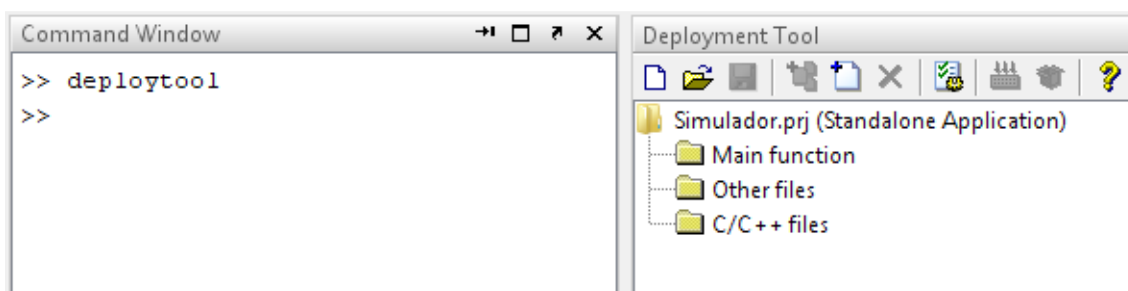 Command Window
>> deploytool
>>
Deployment Tool
Simulador.prj (Standalone Application)
Main function
Other files
C/C++ files